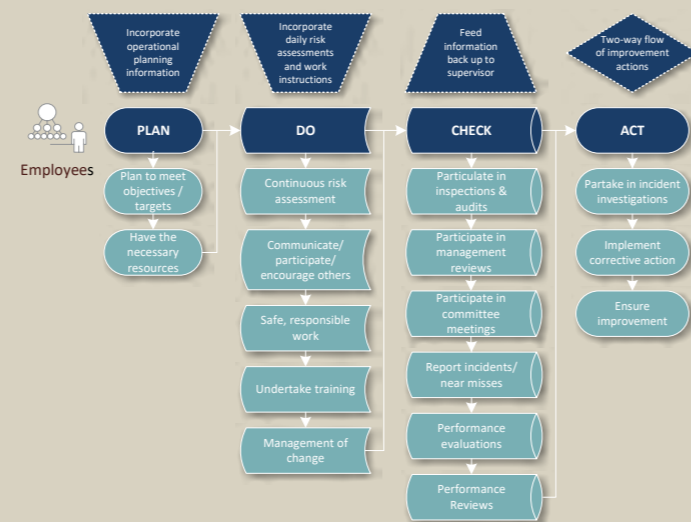 Incorporate
operational
planning
information
Incorporate
daily risk
assessments
and work
instructions
Feed
information
back up to
supervisor
Two-way flow
of improvement
actions
Employees
PLAN
DO
CHECK
ACT
Plan to meet
objectives /
targets
Have the
necessary
resources
Continuous risk
assessment
Communicate/
participate/
encourage others
Safe, responsible
work
Undertake training
Management of
change
Particulate in
inspections &
audits
Participate in
management
reviews
Participate in
committee
meetings
Report incidents/
near misses
Performance
evaluations
Performance
Reviews
Partake in incident
investigations
Implement
corrective action
Ensure
improvement